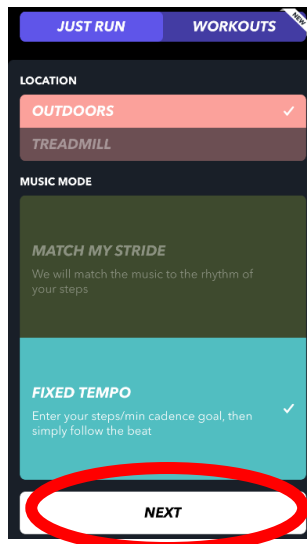 JUST RUN
WORKOUTS
NEW
LOCATION
OUTDOORS
TREADMILL
MUSIC MODE
MATCH MY STRIDE
We will match the music to the rhythm of
your steps
FIXED TEMPO
Enter your steps/min cadence goal, then
simply follow the beat
NEXT